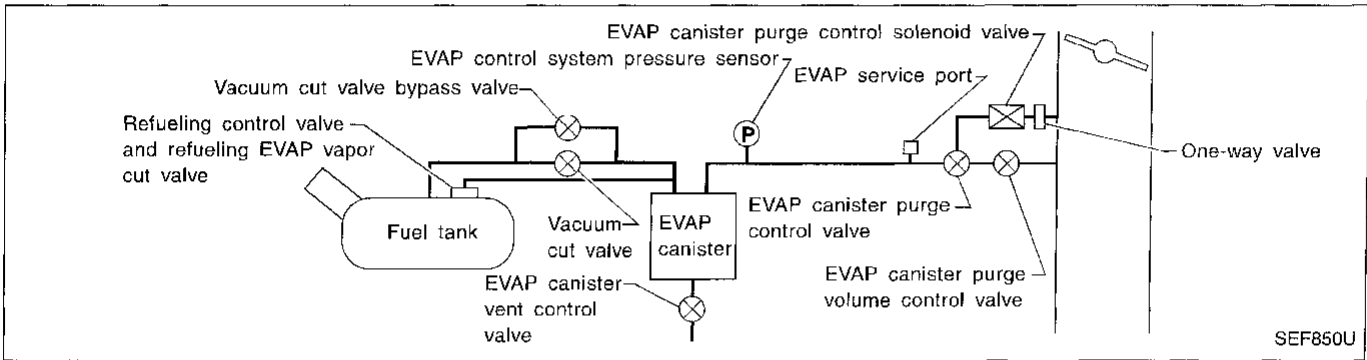 EVAP canister purge control solenoid valve
EVAP control system pressure sensor
EVAP service port
Vacuum cut valve bypass valve
Refueling control valve
and refueling EVAP vapor
cut valve
P
One-way valve
Fuel tank
Vacuum
cut valve
EVAP
canister
EVAP canister purge
control valve
EVAP canister
vent control
valve
EVAP canister purge
volume control valve
SEF850U